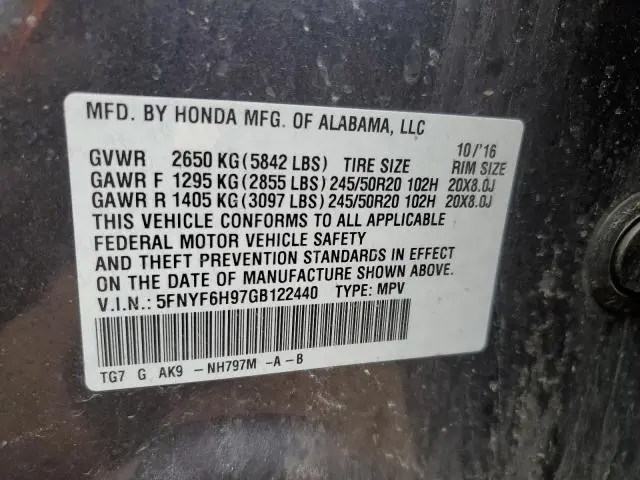 MFD. BY HONDA MFG. OF ALABAMA, LLC
10/'16
GVWR 2650 KG (5842 LBS) TIRE SIZE RIM SIZE
GAWR F 1295 KG (2855 LBS) 245/50R20 102H 20X8.0J
GAWR R 1405 KG (3097 LBS) 245/50R20 102H 20X8.0J
THIS VEHICLE CONFORMS TO ALL APPLICABLE
FEDERAL MOTOR VEHICLE SAFETY
AND THEFT PREVENTION STANDARDS IN EFFECT
ON THE DATE OF MANUFACTURE SHOWN ABOVE.
V.I.N.: 5FNYF6H97GB122440 TYPE: MPV
TG7 G AK9 - NH797M -A-B